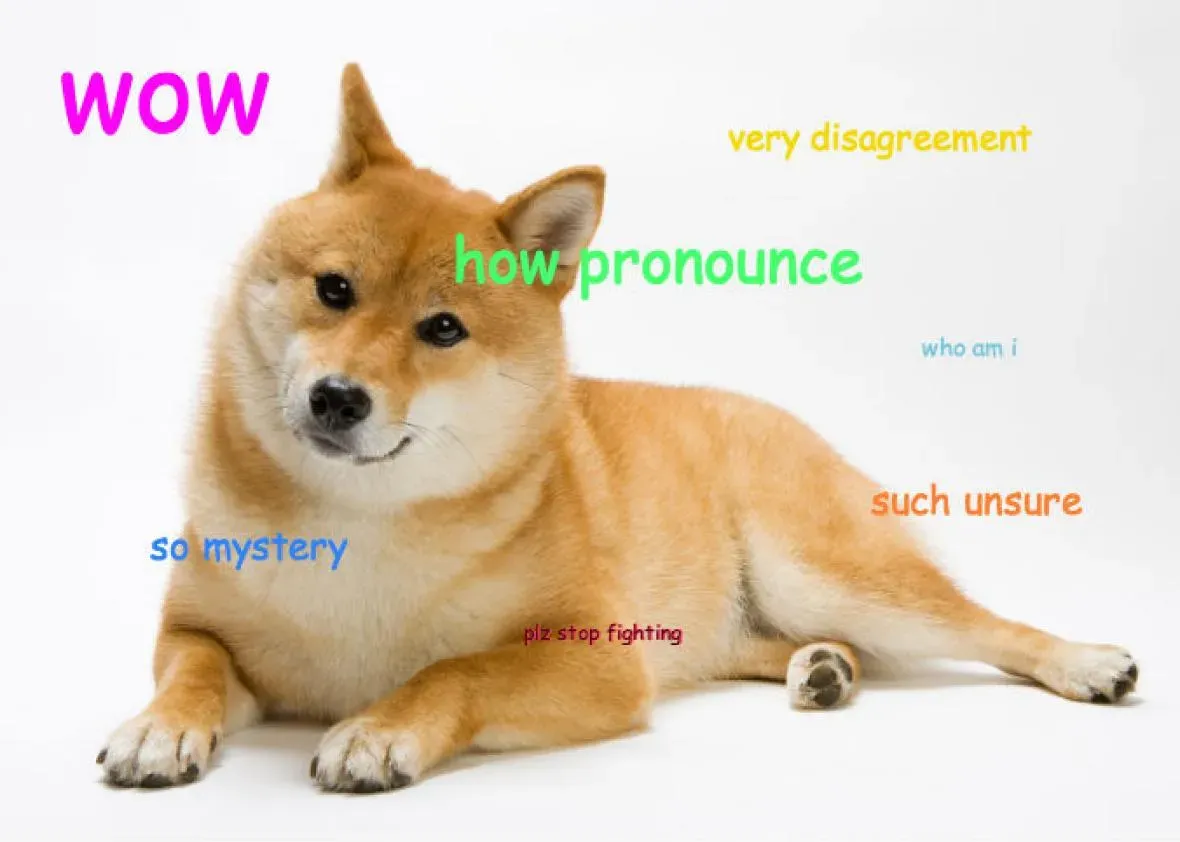 wow
very disagreement
how pronounce
who am i
such unsure
so mystery
plz stop fighting